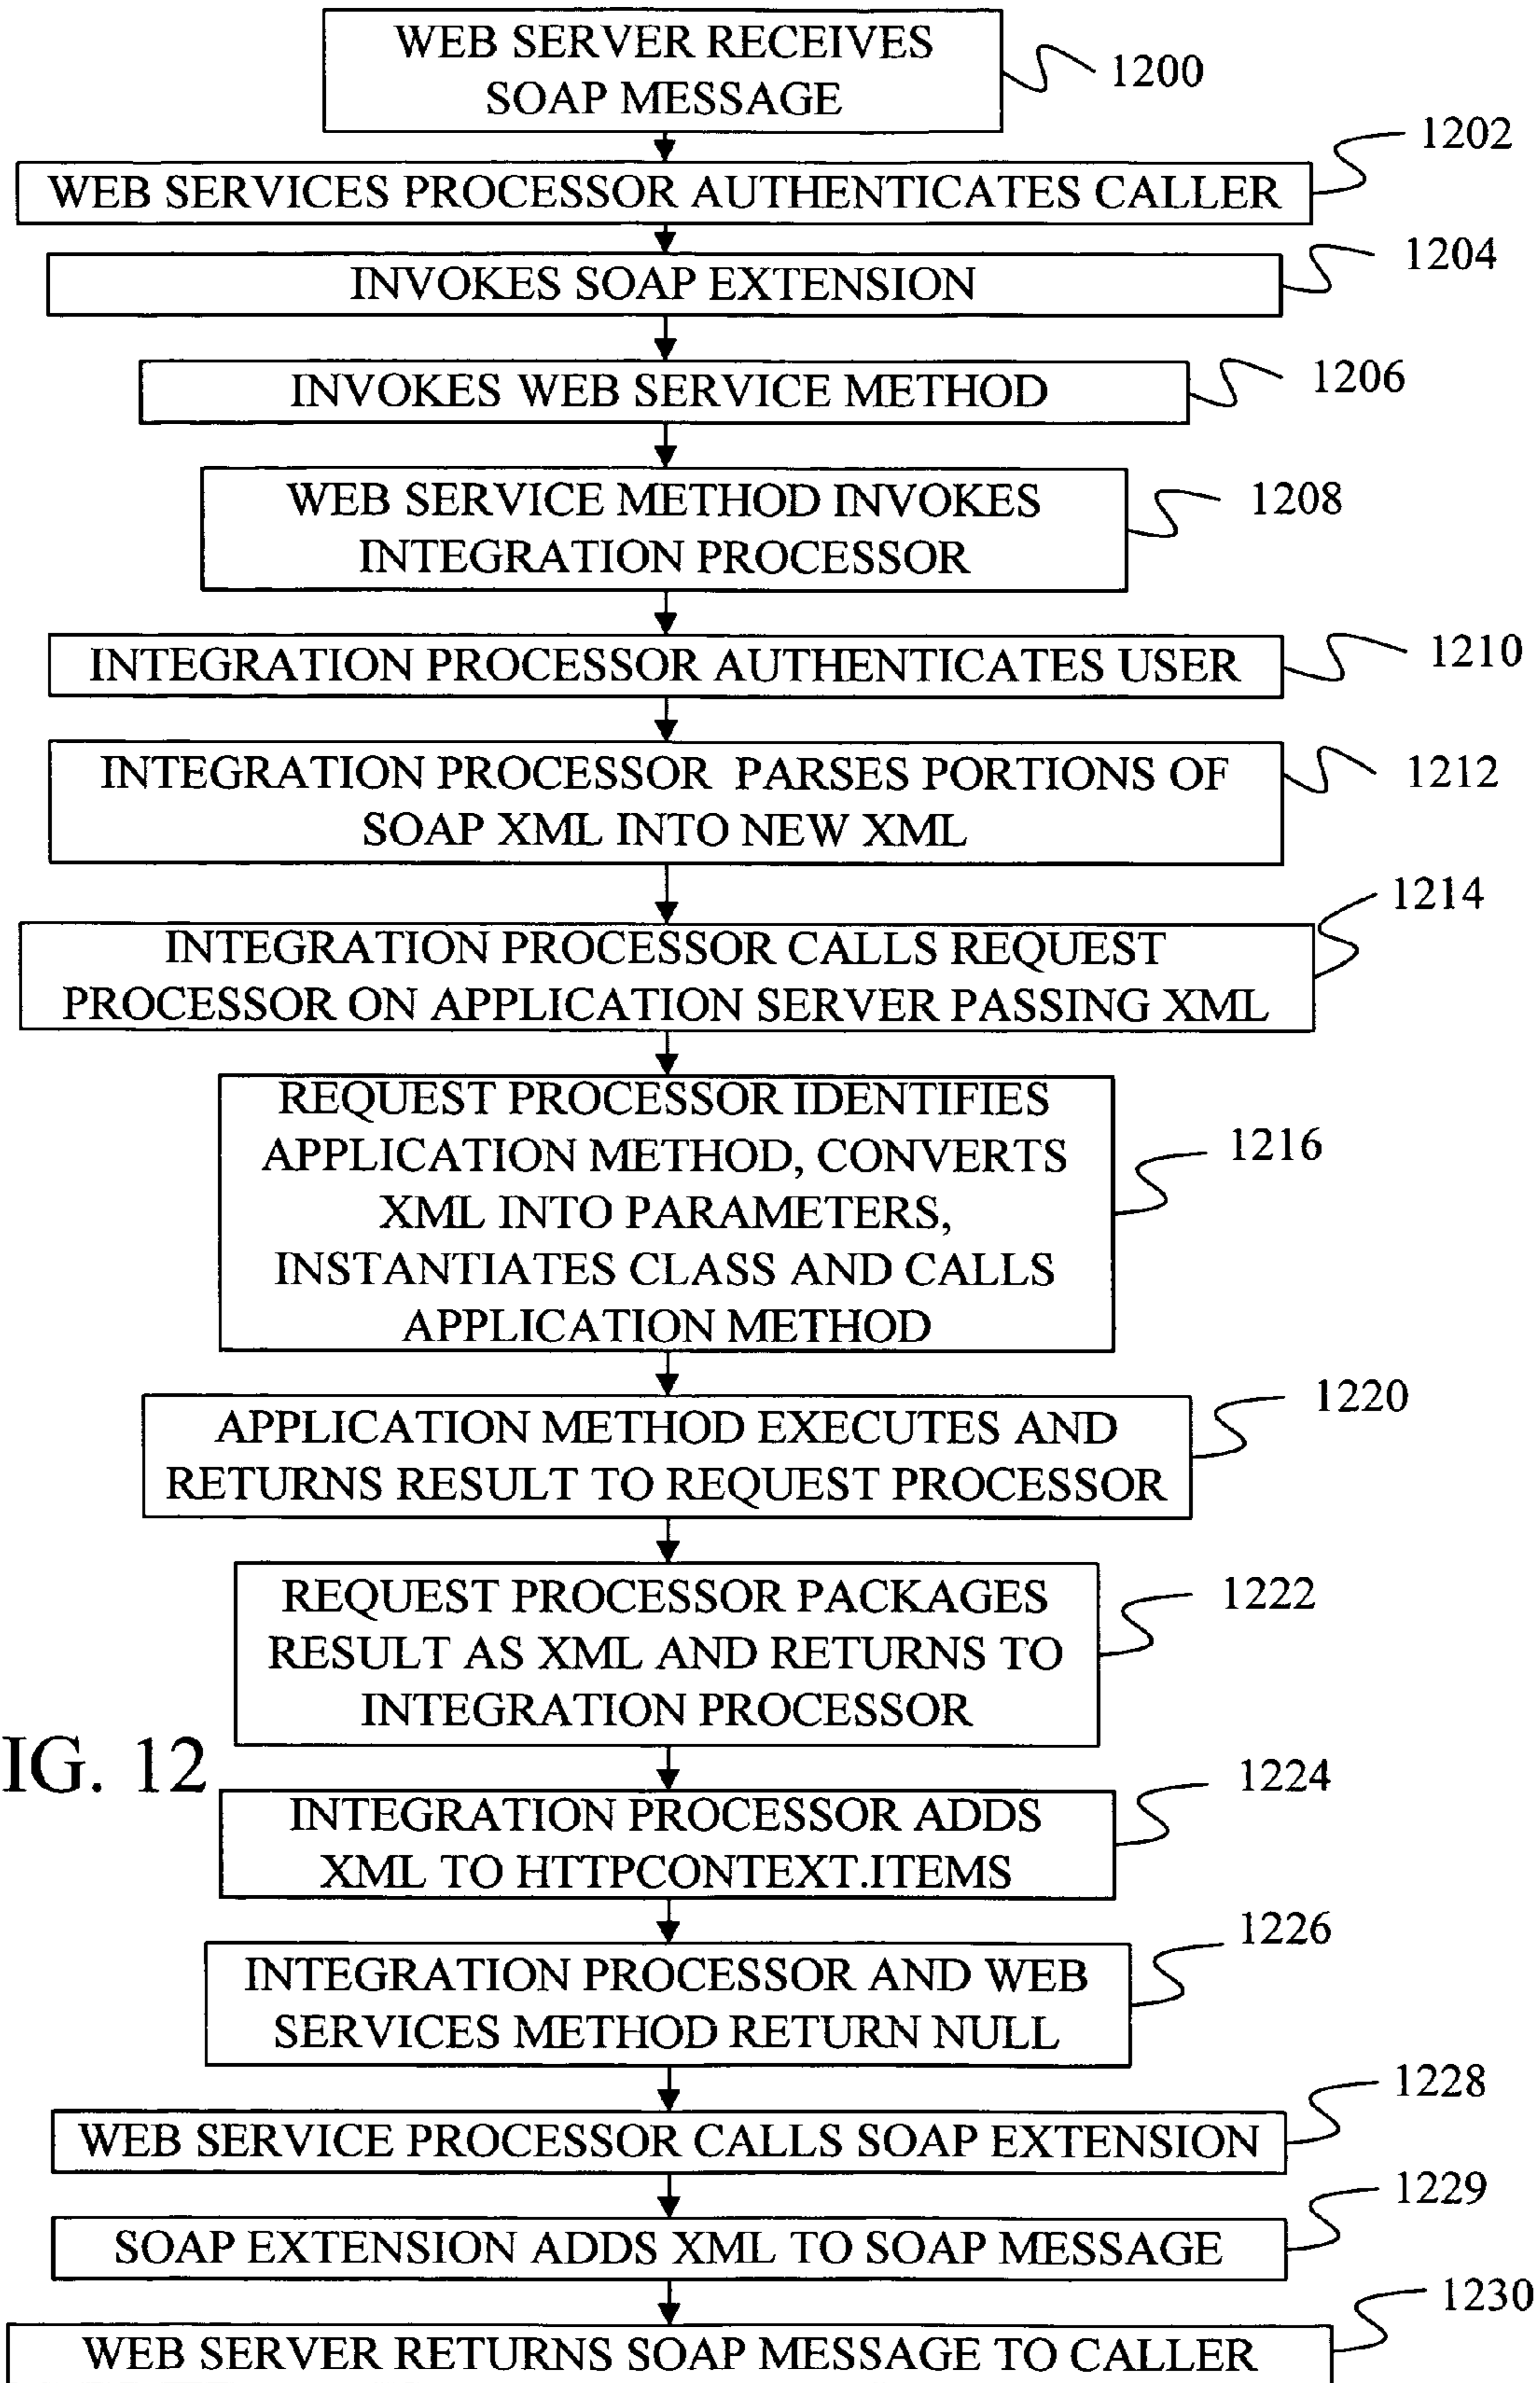 WEB SERVER RECEIVES
SOAP MESSAGE
1200
WEB SERVICES PROCESSOR AUTHENTICATES CALLER
1202
INVOKES SOAP EXTENSION
1204
INVOKES WEB SERVICE METHOD
1206
WEB SERVICE METHOD INVOKES
INTEGRATION PROCESSOR
1208
INTEGRATION PROCESSOR AUTHENTICATES USER
1210
INTEGRATION PROCESSOR PARSES PORTIONS OF
SOAP XML INTO NEW XML
1212
INTEGRATION PROCESSOR CALLS REQUEST
PROCESSOR ON APPLICATION SERVER PASSING XML
1214
REQUEST PROCESSOR IDENTIFIES
APPLICATION METHOD, CONVERTS
XML INTO PARAMETERS,
INSTANTIATES CLASS AND CALLS
APPLICATION METHOD
1216
APPLICATION METHOD EXECUTES AND
RETURNS RESULT TO REQUEST PROCESSOR
1220
REQUEST PROCESSOR PACKAGES
RESULT AS XML AND RETURNS TO
INTEGRATION PROCESSOR
1222
IG. 12
INTEGRATION PROCESSOR ADDS
XML TO HTTPCONTEXT.ITEMS
1224
INTEGRATION PROCESSOR AND WEB
SERVICES METHOD RETURN NULL
1226
WEB SERVICE PROCESSOR CALLS SOAP EXTENSION
1228
SOAP EXTENSION ADDS XML TO SOAP MESSAGE
1229
WEB SERVER RETURNS SOAP MESSAGE TO CALLER
1230